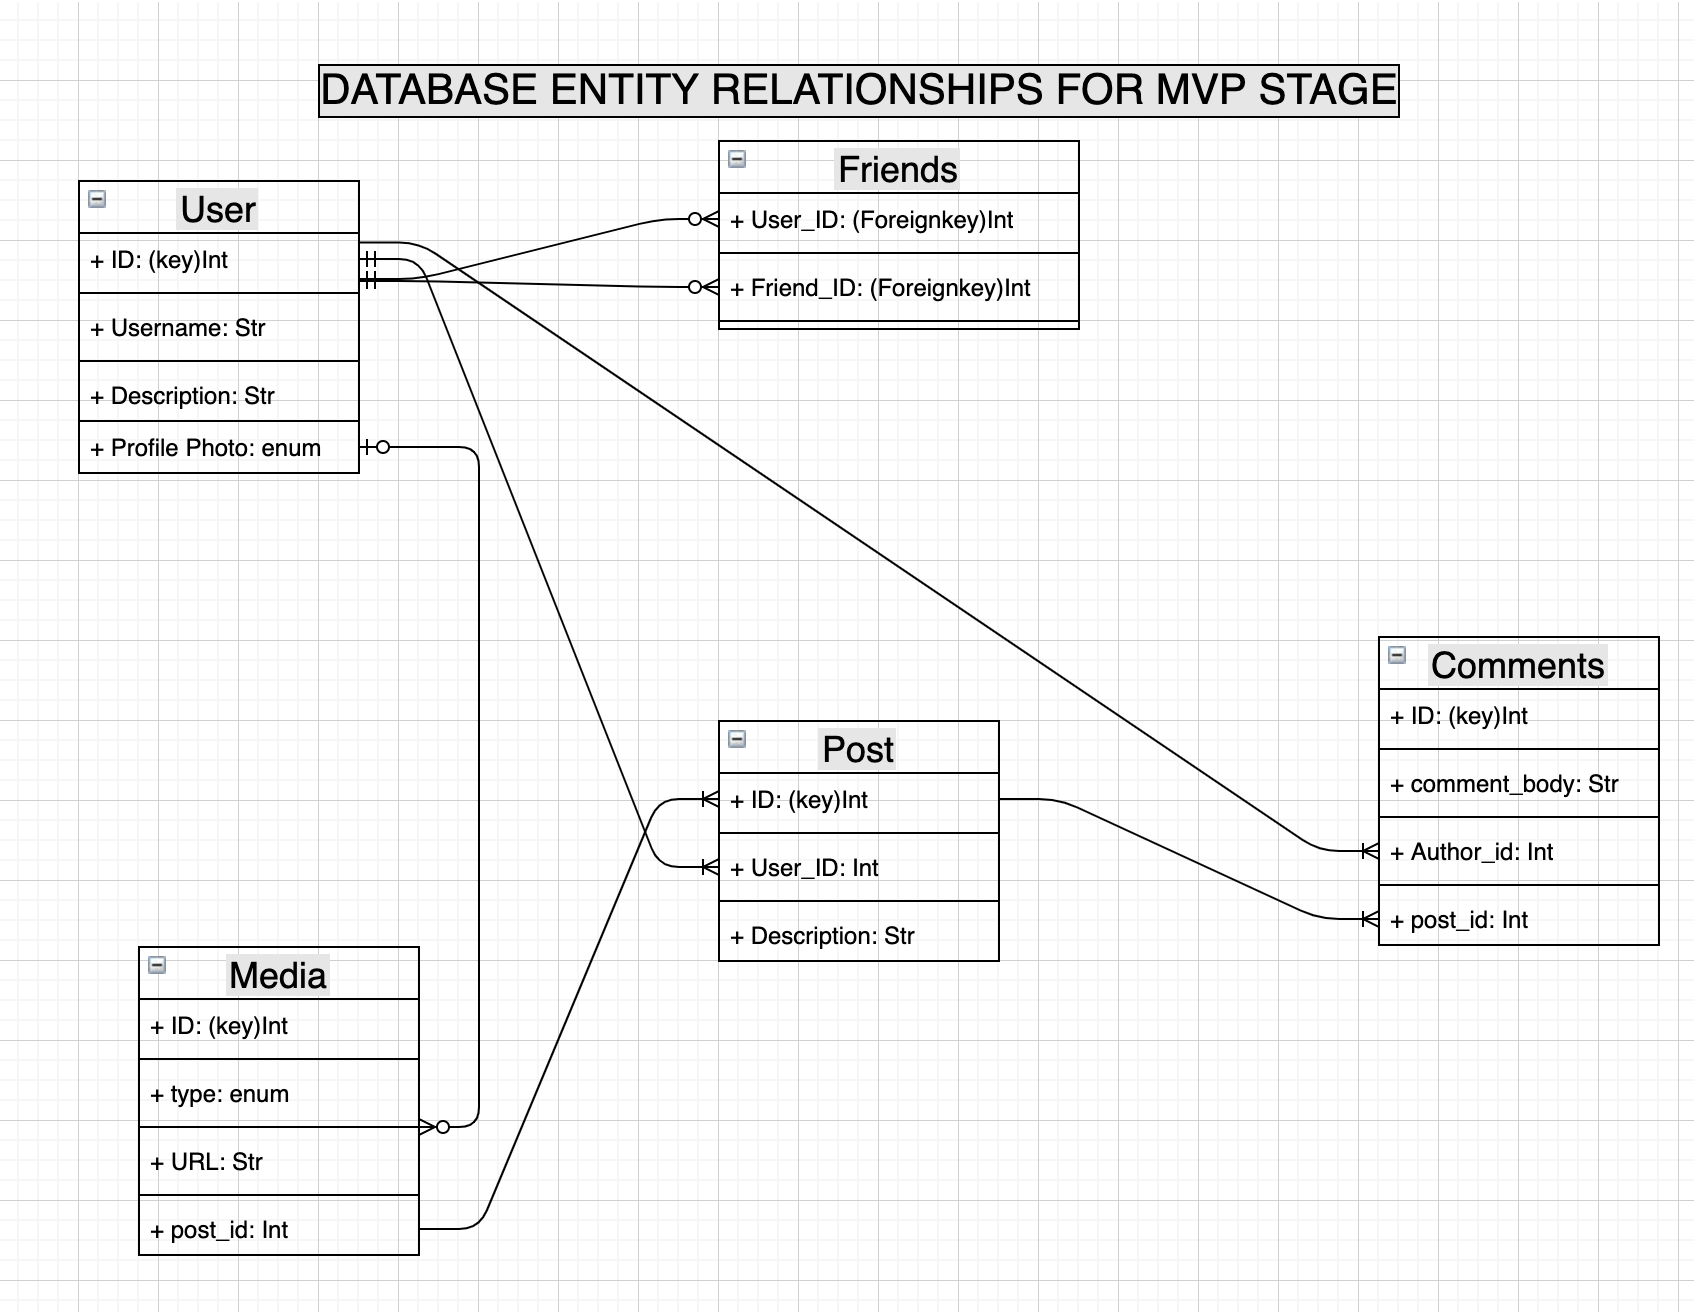 DATABASE ENTITY RELATIONSHIPS FOR MVP STAGE
User
+ ID: (key)Int
+ Username: Str
+ Description: Str
+ Profile Photo: enum
Friends
+ User_ID: (Foreignkey)Int
+ Friend_ID: (Foreignkey)Int
Post
+ ID: (key)Int
+ User_ID: Int
+ Description: Str
Comments
+ ID: (key)Int
+ comment_body: Str
+ Author_id: Int
+ post_id: Int
Media
+ ID: (key)Int
+ type: enum
+ URL: Str
+ post_id: Int